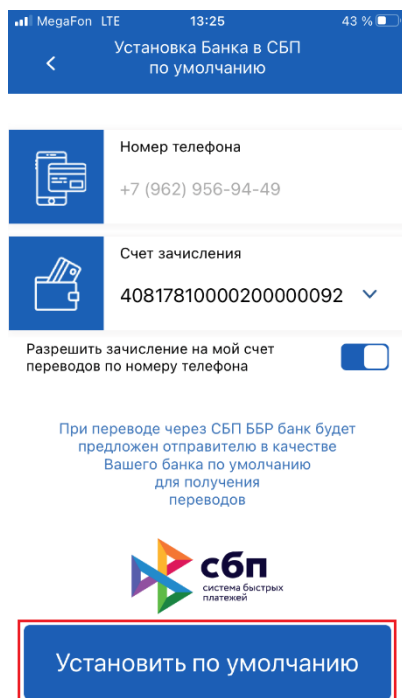 MegaFon LTE 13:25 43 %
Установка Банка в СБП
по умолчанию
Номер телефона
+7 (962) 956-94-49
Счет зачисления
40817810000200000092
Разрешить зачисление на мой счет
переводов по номеру телефона
При переводе через СБП ББР банк будет
предложен отправителю в качестве
Вашего банка по умолчанию
для получения
переводов
сбп
система быстрых
платежей
Установить по умолчанию